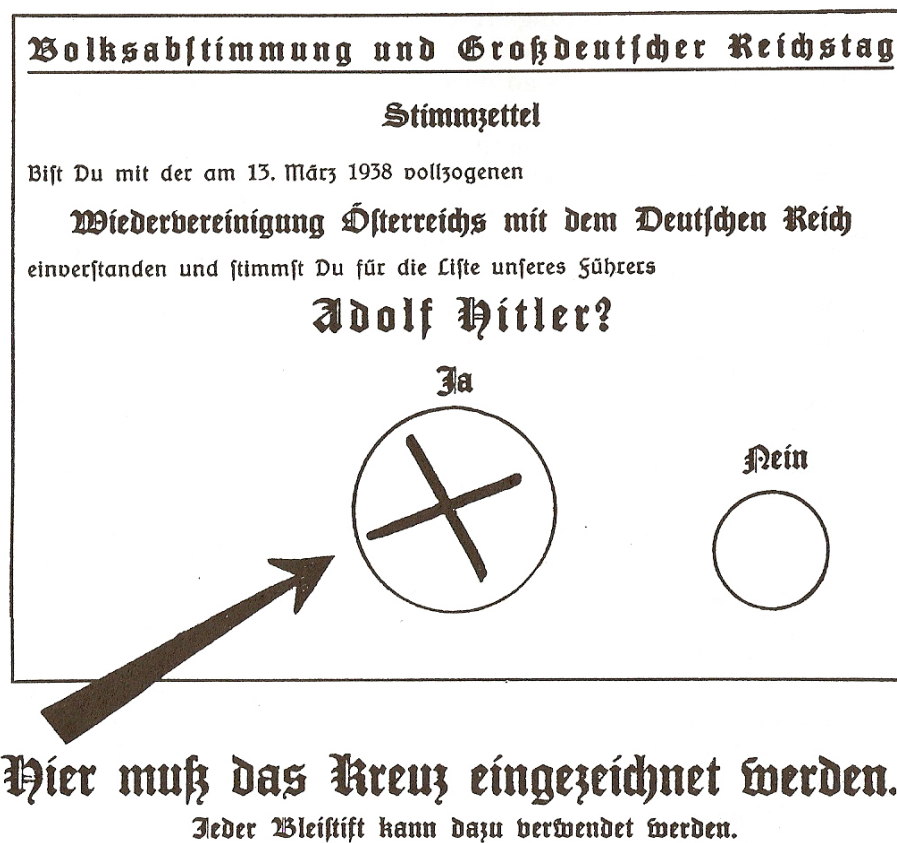 Volksabstimmung und Großdeutscher Reichstag
Stimmzettel
Bist Du mit der am 13. März 1938 vollzogenen
Wiedervereinigung Österreichs mit dem Deutschen Reich
einverstanden und stimmst Du für die Liste unseres Führers
Adolf Hitler?
Ja
Nein
Hier muß das Kreuz eingezeichnet werden.
Jeder Bleistift kann dazu verwendet werden.